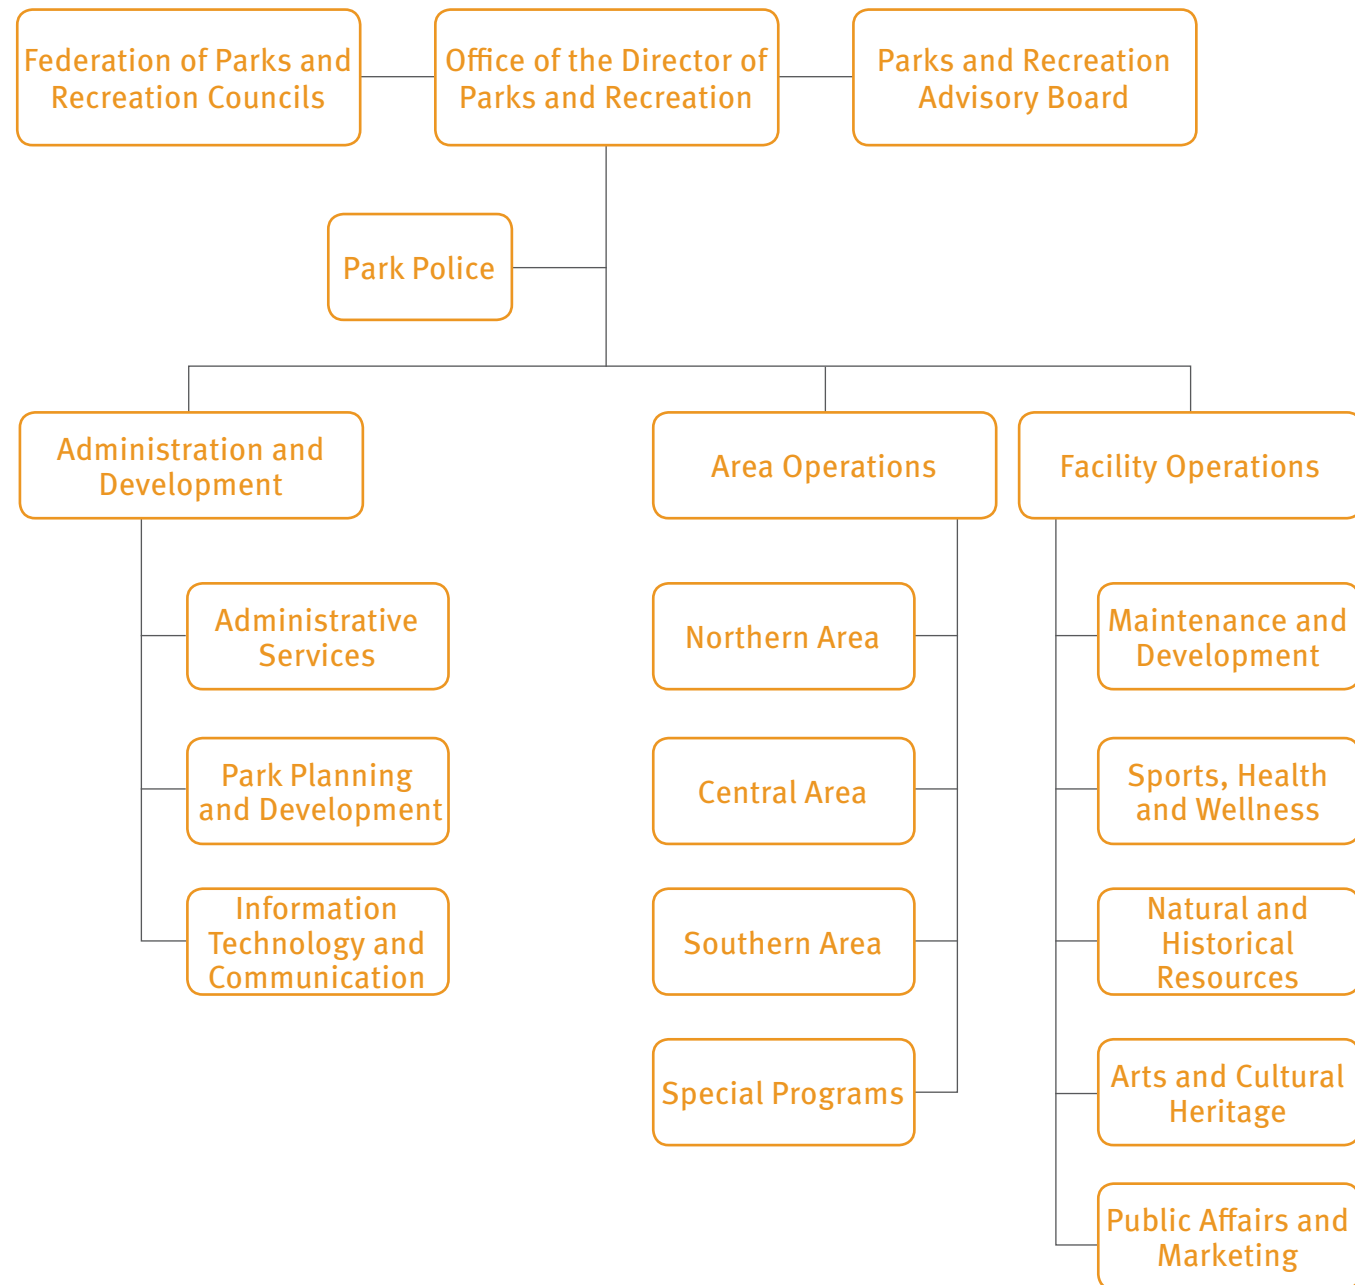 Federation of Parks and
Recreation Councils
Office of the Director of
Parks and Recreation
Parks and Recreation
Advisory Board
Park Police
Administration and
Development
Area Operations
Facility Operations
Administrative
Services
Park Planning
and Development
Information
Technology and
Communication
Northern Area
Central Area
Southern Area
Special Programs
Maintenance and
Development
Sports, Health
and Wellness
Natural and
Historical
Resources
Arts and Cultural
Heritage
Public Affairs and
Marketing